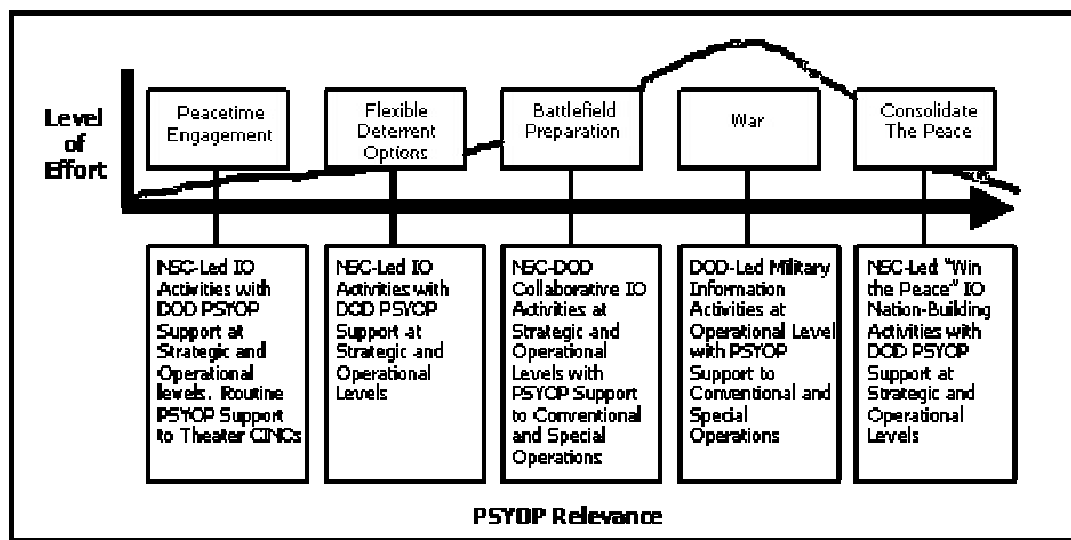 Level
of
Effort
Peacetime
Engagement
Flexible
Deterrent
Options
Battlefield
Preparation
War
Consolidate
The Peace
NSC-Led IO
Activities with
DOD PSYOP
Support at
Strategic and
Operational
levels. Routine
PSYOP Support
to Theater CINCs
NSC-Led IO
Activities with
DOD PSYOP
Support at
Strategic and
Operational
Levels
NSC-DOD
Collaborative IO
Activities at
Strategic and
Operational
Levels with
PSYOP Support
to Conventional
and Special
Operations
DOD-Led Military
Information
Activities at
Operational Level
with PSYOP
Support to
Conventional and
Special
Operations
NSC-Led "Win
the Peace" IO
Nation-Building
Activities with
DOD PSYOP
Support at
Strategic and
Operational
Levels
PSYOP Relevance